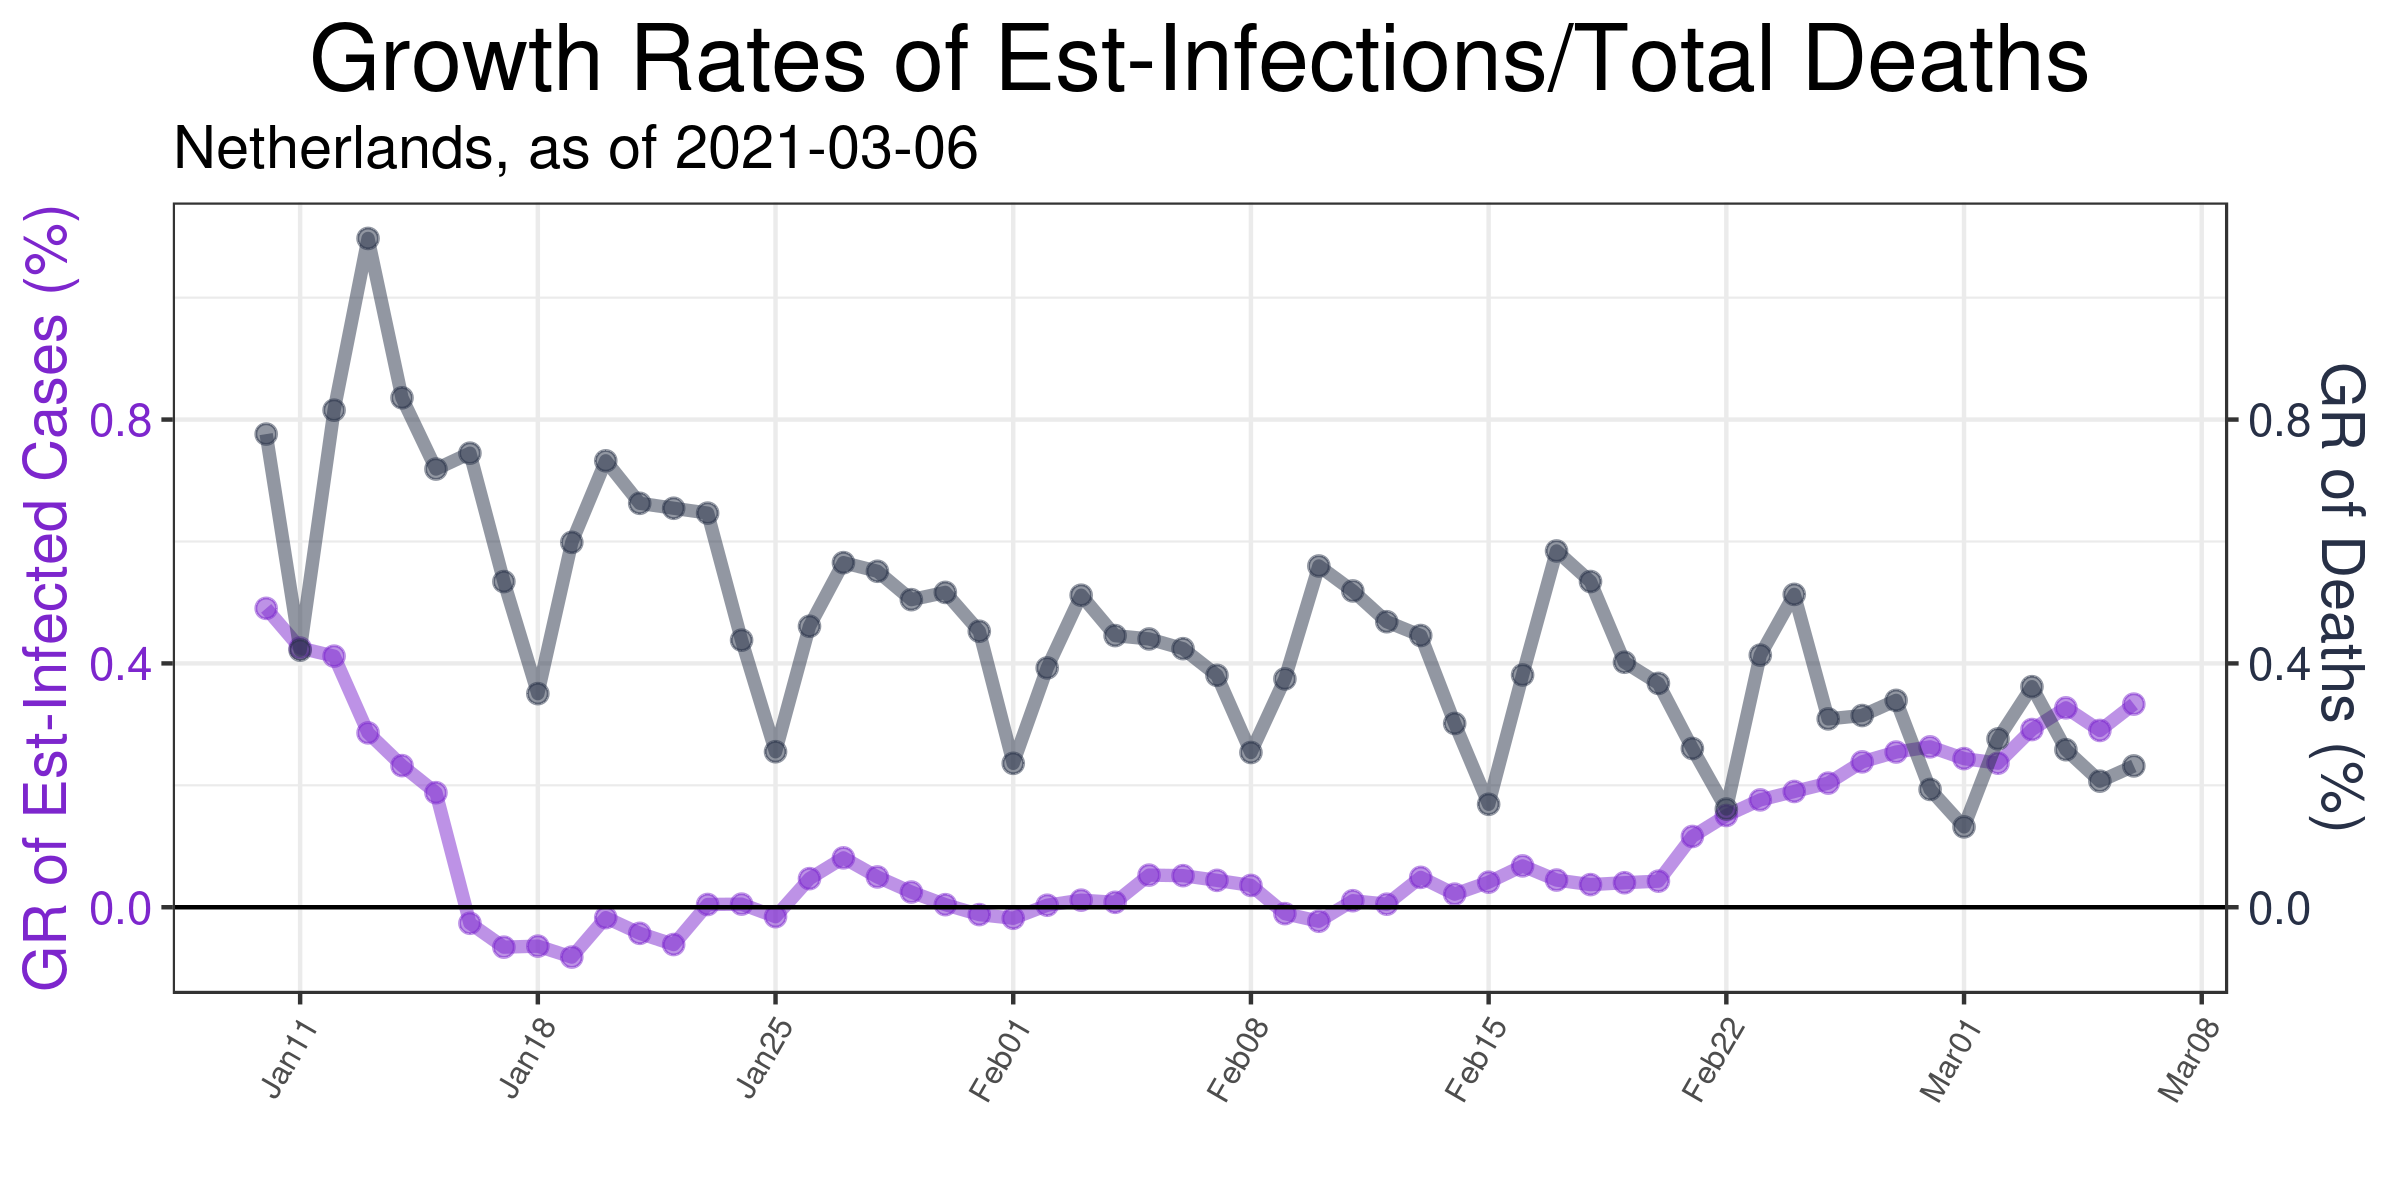 Growth Rates of Est-Infections/Total Deaths
Netherlands, as of 2021-03-06
GR of Est-Infected Cases (%)
0.8
0.4
0.0
0.8
0.4
0.0
GR of Deaths (%)
Jan11
Jan18
Jan25
Feb01
Feb08
Feb15
Feb22
Mar01
Mar08